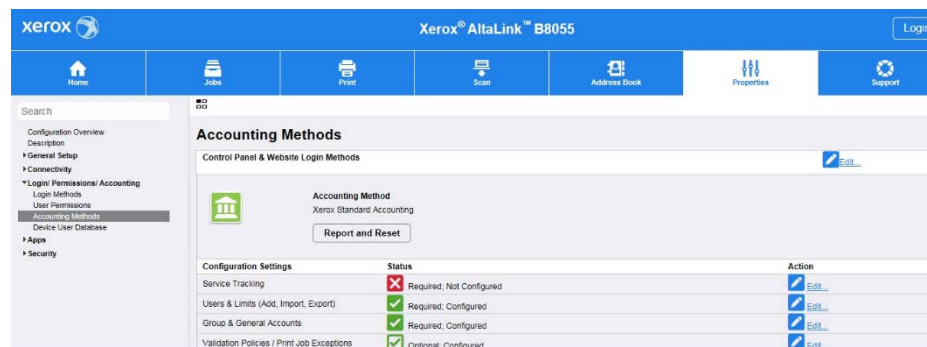 xerox
Xerox® AltaLink™ B8055
Login
Home
Jobs
Print
Scan
Address Book
Properties
Support
Search
Configuration Overview
Description
General Setup
Connectivity
Login/ Permissions/ Accounting
Login Methods
User Permissions
Accounting Methods
Device User Database
Apps
Security
Accounting Methods
Control Panel & Website Login Methods
Edit...
Accounting Method
Xerox Standard Accounting
Report and Reset
Configuration Settings Status Action
Service Tracking Required; Not Configured Edit...
Users & Limits (Add, Import, Export) Required; Configured Edit...
Group & General Accounts Required; Configured Edit...
Validation Policies / Print Job Exceptions Optional; Configured Edit...